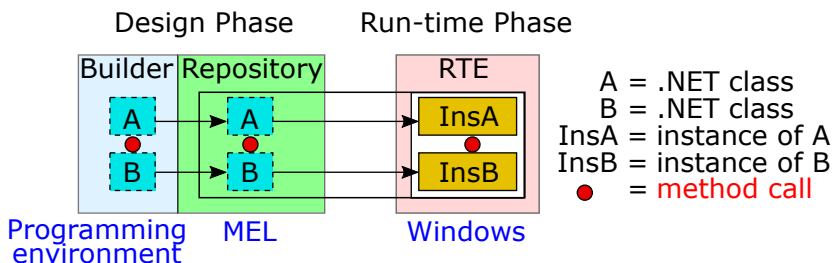 Design Phase
Run-time Phase
Builder
Repository
RTE
A
A
InsA
B
B
InsB
Programming
environment
MEL
Windows
A = .NET class
B = .NET class
InsA = instance of A
InsB = instance of B
= method call